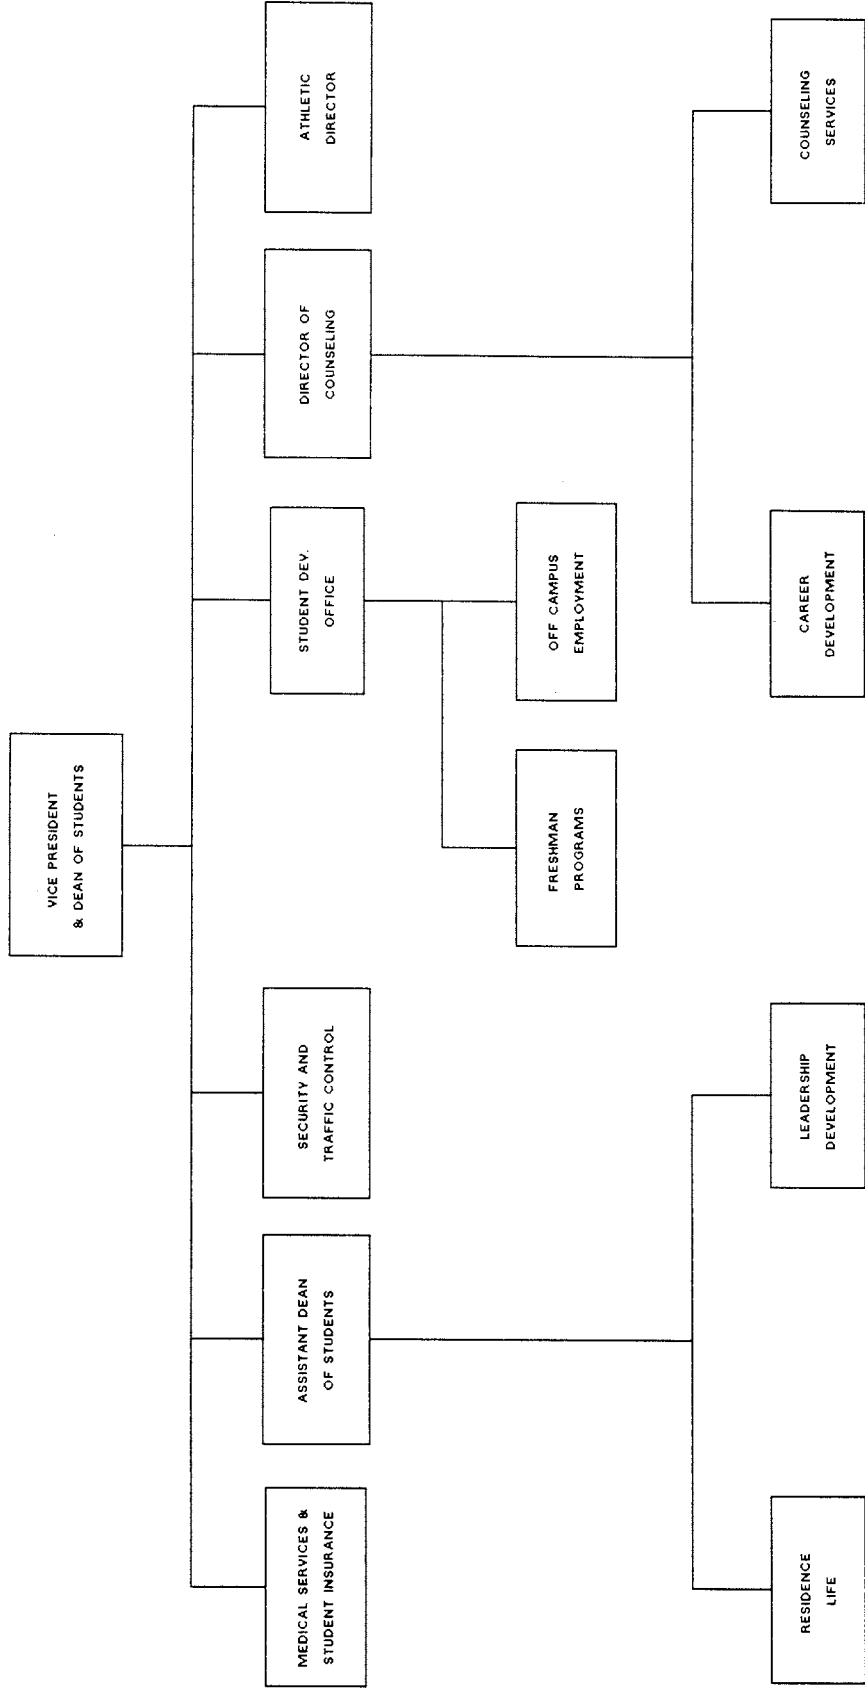 VICE PRESIDENT
& DEAN OF STUDENTS
MEDICAL SERVICES &
STUDENT INSURANCE
ASSISTANT DEAN
OF STUDENTS
SECURITY AND
TRAFFIC CONTROL
STUDENT DEV.
OFFICE
DIRECTOR OF
COUNSELING
ATHLETIC
DIRECTOR
FRESHMAN
PROGRAMS
OFF CAMPUS
EMPLOYMENT
RESIDENCE
LIFE
LEADERSHIP
DEVELOPMENT
CAREER
DEVELOPMENT
COUNSELING
SERVICES